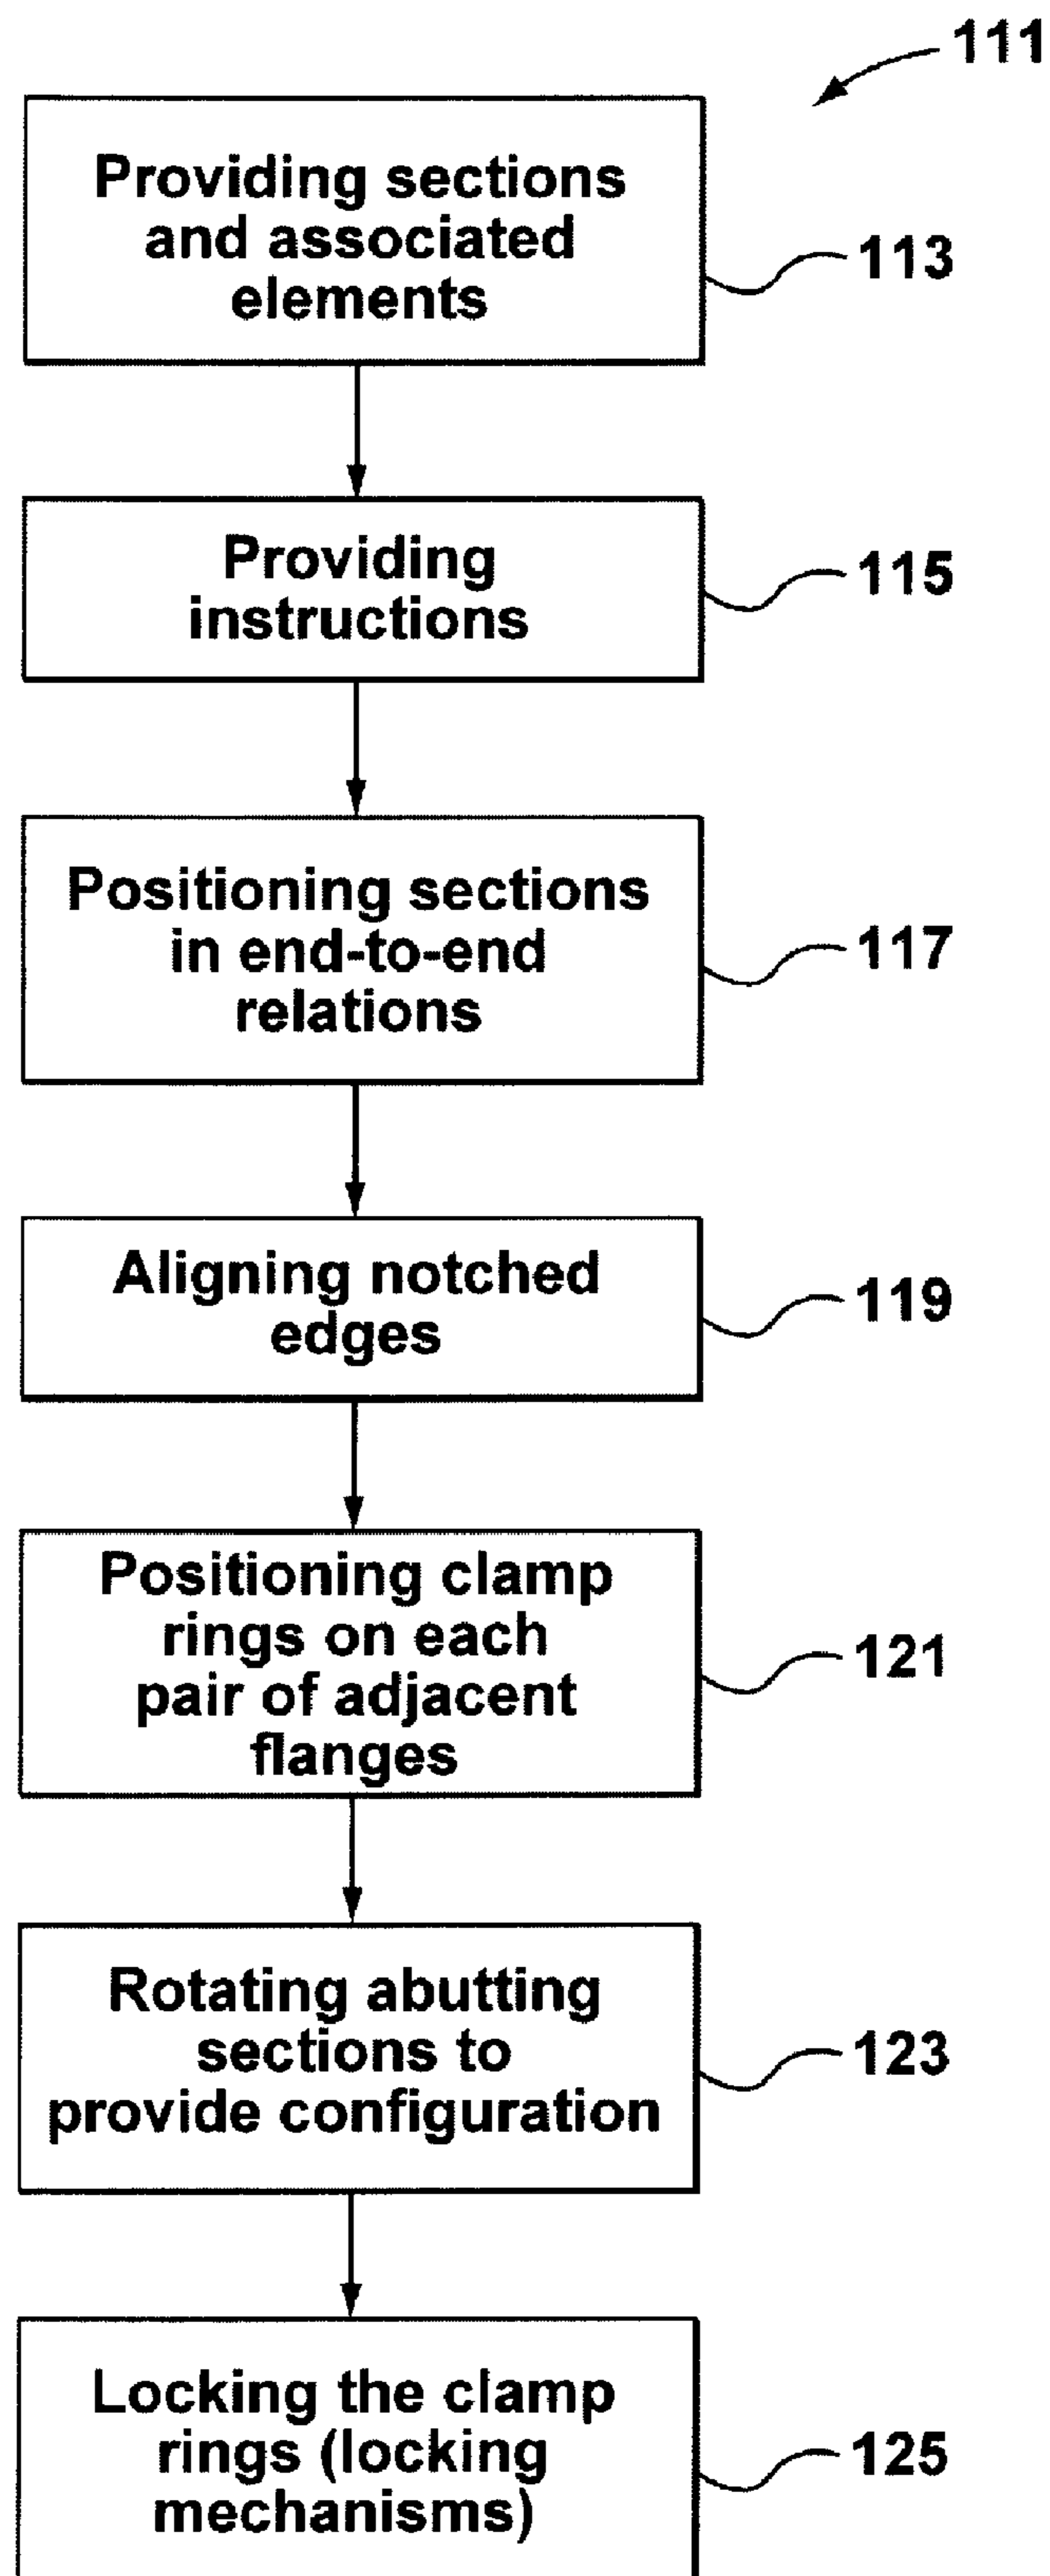 111
Providing sections
and associated
elements
113
Providing
instructions
115
Positioning sections
in end-to-end
relations
117
Aligning notched
edges
119
Positioning clamp
rings on each
pair of adjacent
flanges
121
Rotating abutting
sections to
provide configuration
123
Locking the clamp
rings (locking
mechanisms)
125